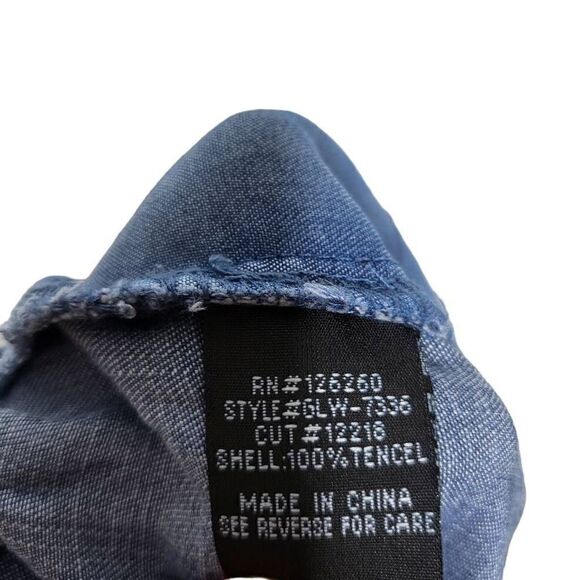 RN#126260
STYLE#GLW-7336
CUT#12216
SHELL:100%TENCEL
MADE IN CHINA
SEE REVERSE FOR CARE